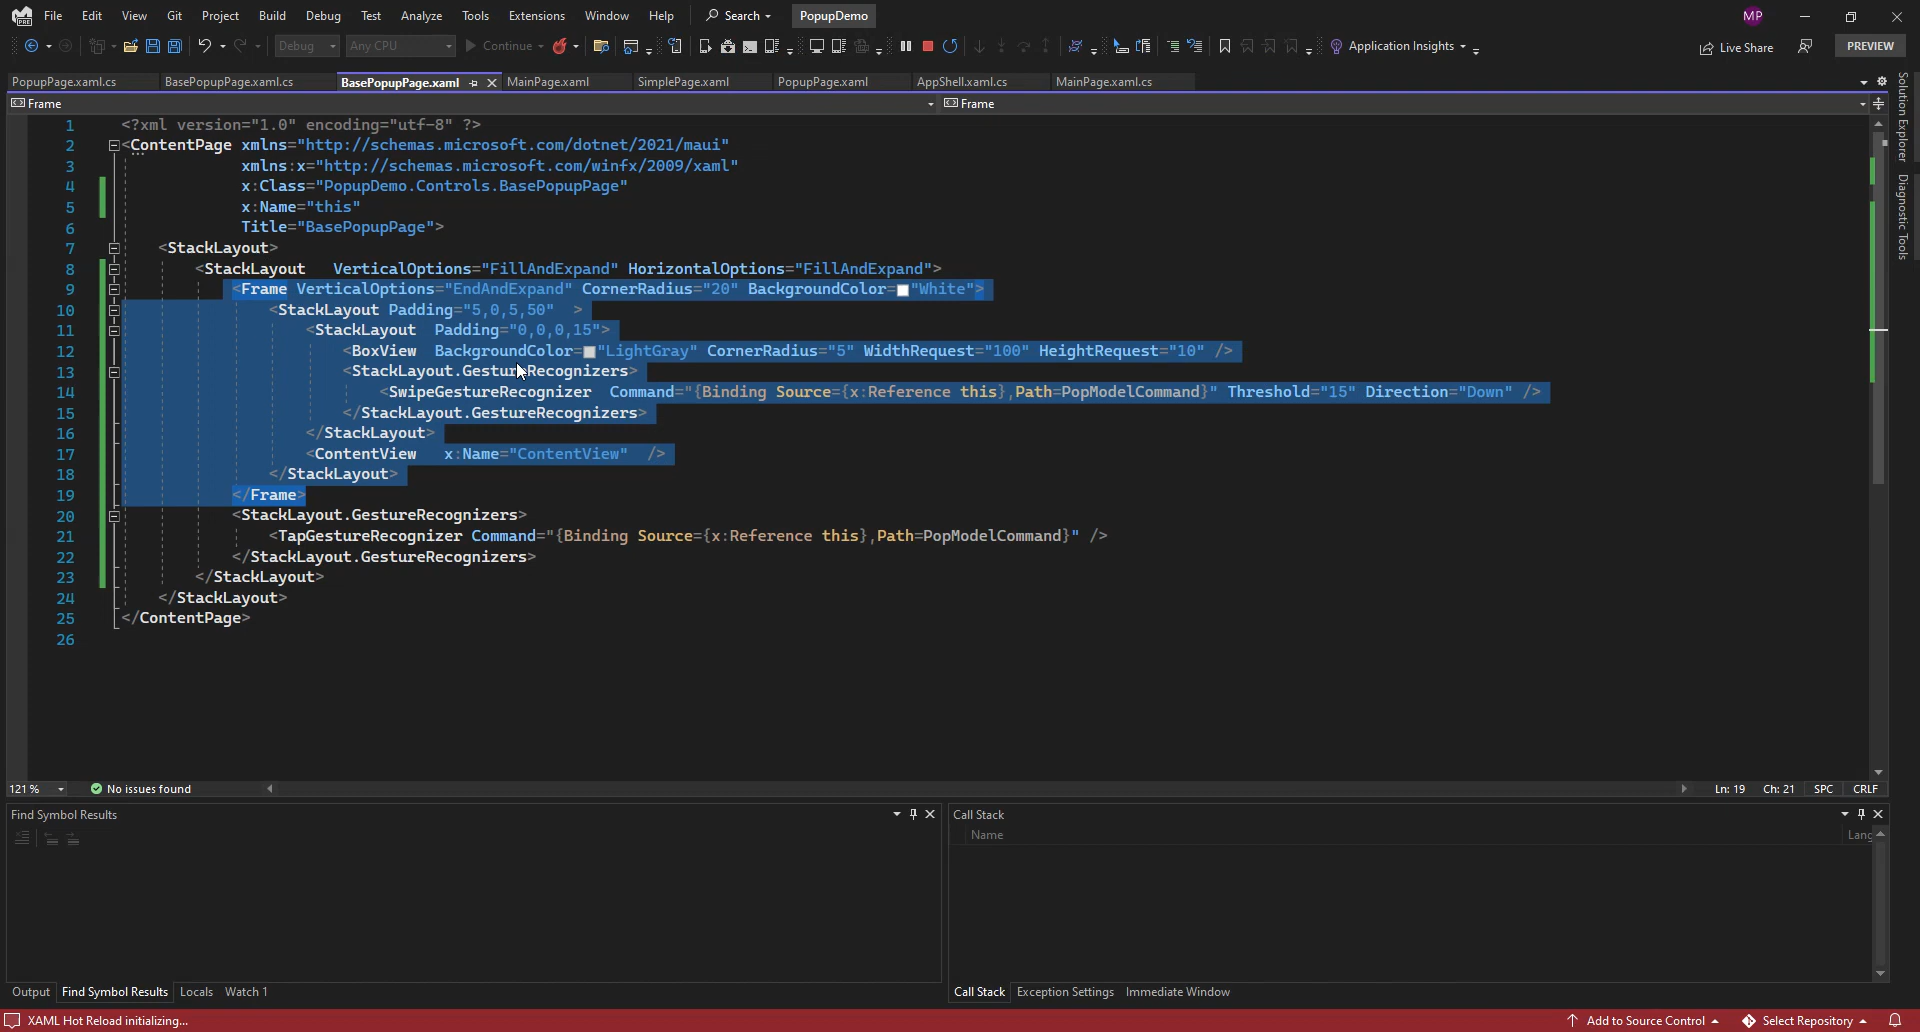 File Edit View Git Project Build Debug Test Analyze Tools Extensions Window Help Search PopupDemo MP
Debug Any CPU Continue Application Insights Live Share PREVIEW
PopupPage.xaml.cs BasePopupPage.xaml.cs BasePopupPage.xaml MainPage.xaml SimplePage.xaml PopupPage.xaml AppShell.xaml.cs MainPage.xaml.cs
Frame Frame
1 <?xml version="1.0" encoding="utf-8" ?>
2 <ContentPage xmlns="http://schemas.microsoft.com/dotnet/2021/maui"
3 xmlns:x="http://schemas.microsoft.com/winfx/2009/xaml"
4 x:Class="PopupDemo.Controls.BasePopupPage"
5 x:Name="this"
6 Title="BasePopupPage">
7 <StackLayout>
8 <StackLayout VerticalOptions="FillAndExpand" HorizontalOptions="FillAndExpand">
9 <Frame VerticalOptions="EndAndExpand" CornerRadius="20" BackgroundColor="White">
10 <StackLayout Padding="5,0,5,50" >
11 <StackLayout Padding="0,0,0,15">
12 <BoxView BackgroundColor="LightGray" CornerRadius="5" WidthRequest="100" HeightRequest="10" />
13 <StackLayout.GestureRecognizers>
14 <SwipeGestureRecognizer Command="{Binding Source={x:Reference this},Path=PopModelCommand}" Threshold="15" Direction="Down" />
15 </StackLayout.GestureRecognizers>
16 </StackLayout>
17 <ContentView x:Name="ContentView" />
18 </StackLayout>
19 </Frame>
20 <StackLayout.GestureRecognizers>
21 <TapGestureRecognizer Command="{Binding Source={x:Reference this},Path=PopModelCommand}" />
22 </StackLayout.GestureRecognizers>
23 </StackLayout>
24 </StackLayout>
25 </ContentPage>
26
Solution Explorer
Diagnostic Tools
121 % No issues found Ln: 19 Ch: 21 SPC CRLF
Find Symbol Results Call Stack
Name Lang
Output Find Symbol Results Locals Watch 1 Call Stack Exception Settings Immediate Window
XAML Hot Reload initializing... Add to Source Control Select Repository